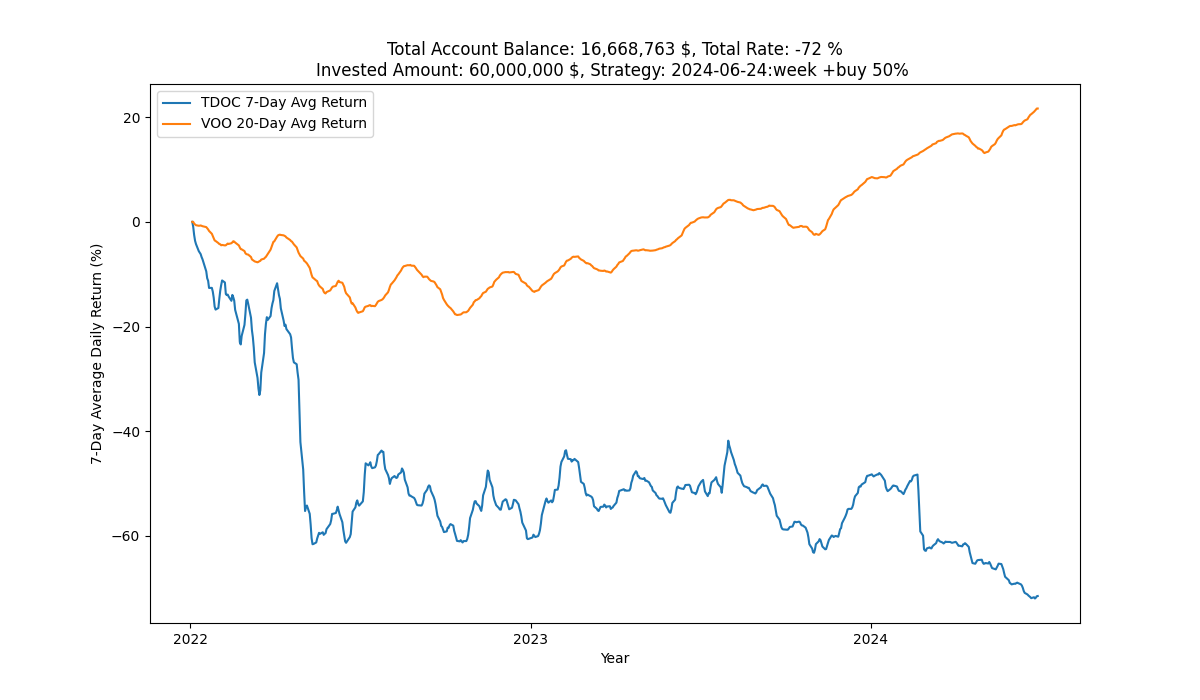 Total Account Balance: 16,668,763 $, Total Rate: -72 %
Invested Amount: 60,000,000 $, Strategy: 2024-06-24:week +buy 50%
TDOC 7-Day Avg Return
VOO 20-Day Avg Return
7-Day Average Daily Return (%)
20
0
−20
−40
−60
2022
2023
2024
Year